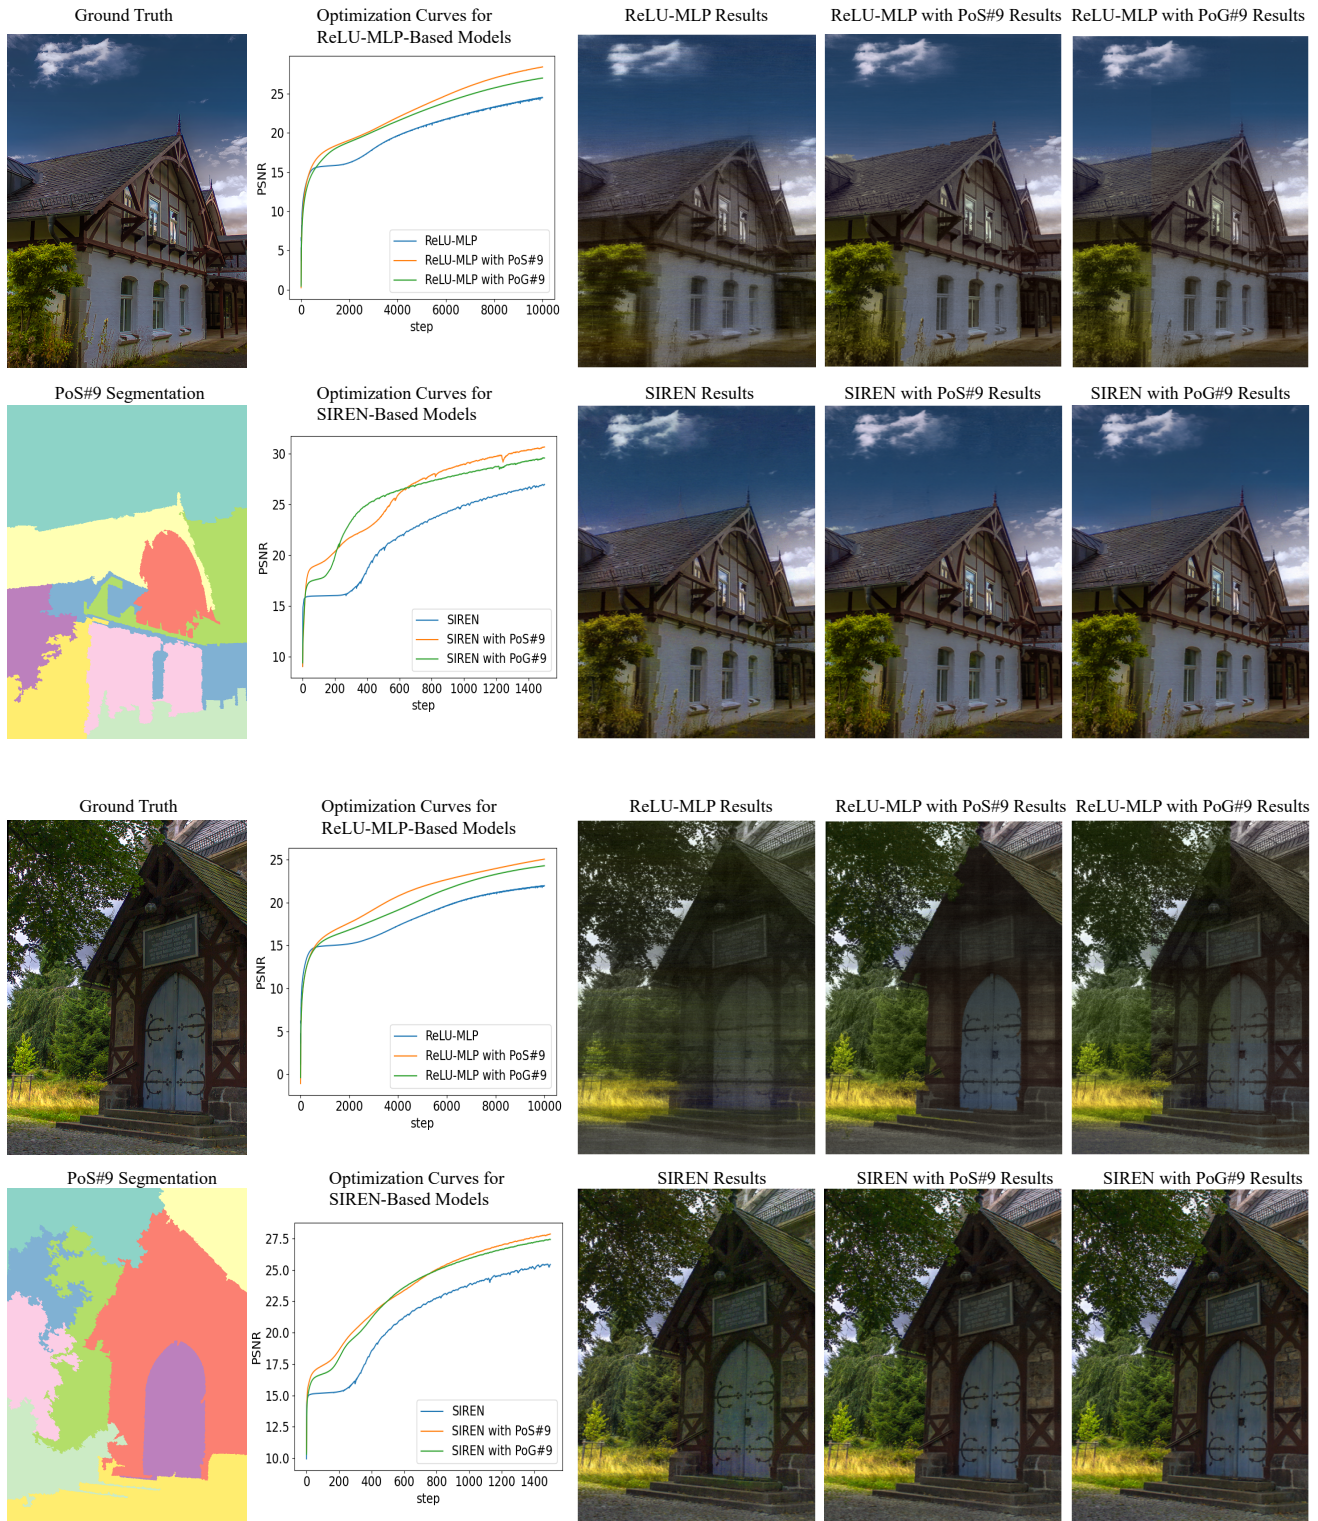 Ground Truth
Optimization Curves for
ReLU-MLP-Based Models
ReLU-MLP Results
ReLU-MLP with PoS#9 Results
ReLU-MLP with PoG#9 Results
25
20
15
10
5
0
PSNR
ReLU-MLP
ReLU-MLP with PoS#9
ReLU-MLP with PoG#9
0 2000 4000 6000 8000 10000
step
PoS#9 Segmentation
Optimization Curves for
SIREN-Based Models
SIREN Results
SIREN with PoS#9 Results
SIREN with PoG#9 Results
30
25
20
15
10
PSNR
SIREN
SIREN with PoS#9
SIREN with PoG#9
0 200 400 600 800 1000 1200 1400
step
Ground Truth
Optimization Curves for
ReLU-MLP-Based Models
ReLU-MLP Results
ReLU-MLP with PoS#9 Results
ReLU-MLP with PoG#9 Results
25
20
15
10
5
0
PSNR
ReLU-MLP
ReLU-MLP with PoS#9
ReLU-MLP with PoG#9
0 2000 4000 6000 8000 10000
step
PoS#9 Segmentation
Optimization Curves for
SIREN-Based Models
SIREN Results
SIREN with PoS#9 Results
SIREN with PoG#9 Results
27.5
25.0
22.5
20.0
17.5
15.0
12.5
10.0
PSNR
SIREN
SIREN with PoS#9
SIREN with PoG#9
0 200 400 600 800 1000 1200 1400
step